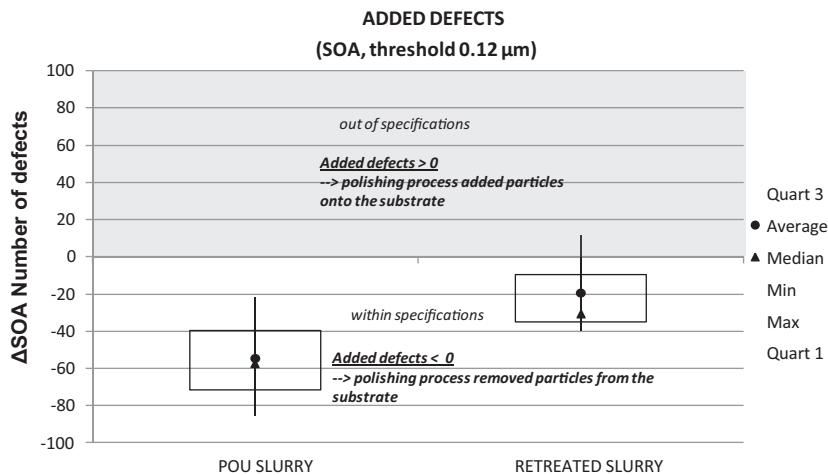 ADDED DEFECTS
(SOA, threshold 0.12 µm)
ΔSOA Number of defects
100
80
60
40
20
0
-20
-40
-60
-80
-100
out of specifications
Added defects > 0
--> polishing process added particles
onto the substrate
within specifications
Added defects < 0
--> polishing process removed particles from the
substrate
POU SLURRY
RETREATED SLURRY
Quart 3
Average
Median
Min
Max
Quart 1